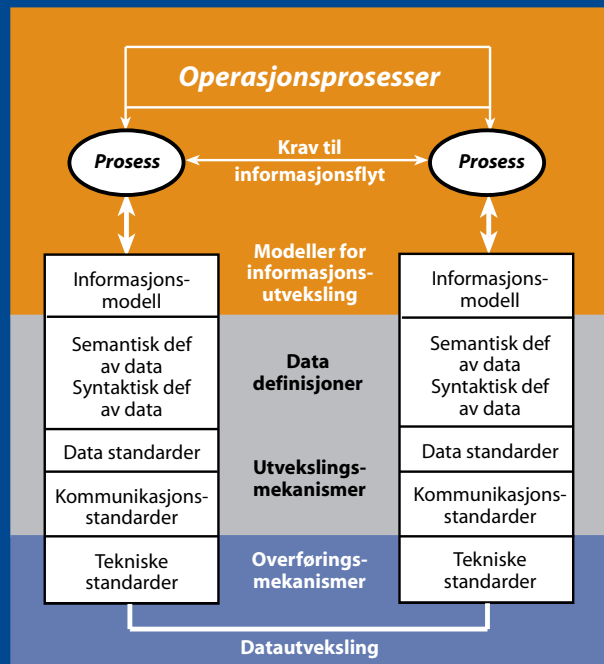 Operasjonsprosesser
Prosess
Krav til
informasjonsflyt
Prosess
Informasjons-
modell
Semantisk def
av data
Syntaktisk def
av data
Data standarder
Kommunikasjons-
standarder
Tekniske
standarder
Modeller for
informasjons-
utveksling
Data
definisjoner
Utvekslings-
mekanismer
Overførings-
mekanismer
Informasjons-
modell
Semantisk def
av data
Syntaktisk def
av data
Data standarder
Kommunikasjons-
standarder
Tekniske
standarder
Datautveksling